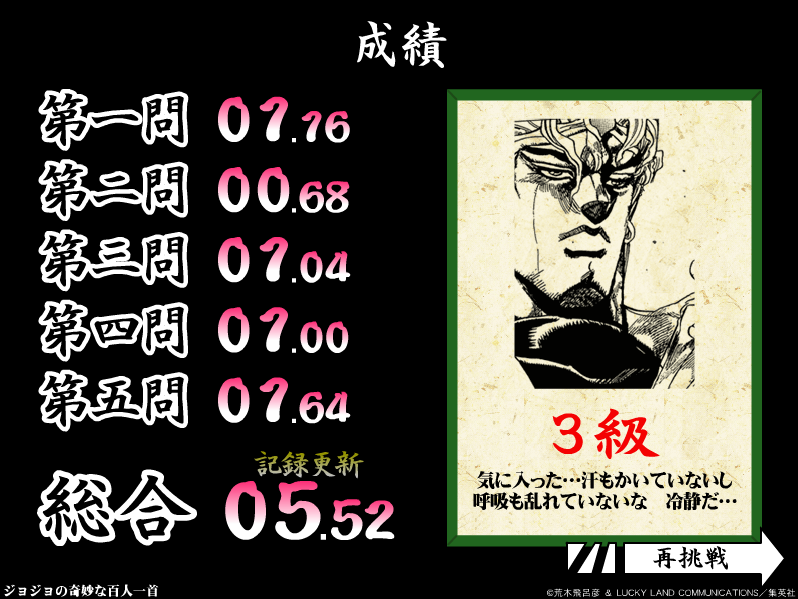 成績
第一問 01.16
第二問 00.68
第三問 01.04
第四問 01.00
第五問 01.64
記録更新
総合 05.52
3級
気に入った…汗もかいていないし
呼吸も乱れていないな 冷静だ…
再挑戦
ジョジョの奇妙な百人一首
©荒木飛呂彦 & LUCKY LAND COMMUNICATIONS/集英社